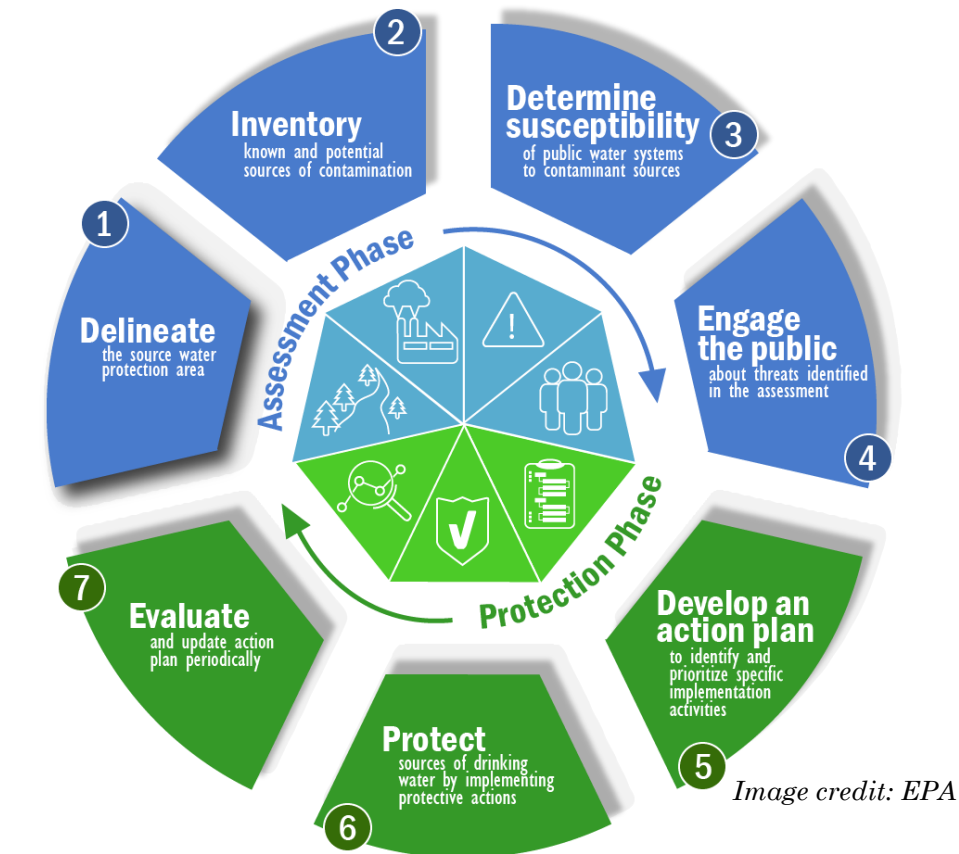 1
Delineate
the source water
protection area
2
Inventory
known and potential
sources of contamination
3
Determine
susceptibility
of public water systems
to contaminant sources
4
Engage
the public
about threats identified
in the assessment
5
Develop an
action plan
to identify and
prioritize specific
implementation
activities
6
Protect
sources of drinking
water by implementing
protective actions
7
Evaluate
and update action
plan periodically
Assessment Phase
!
Protection Phase
Image credit: EPA